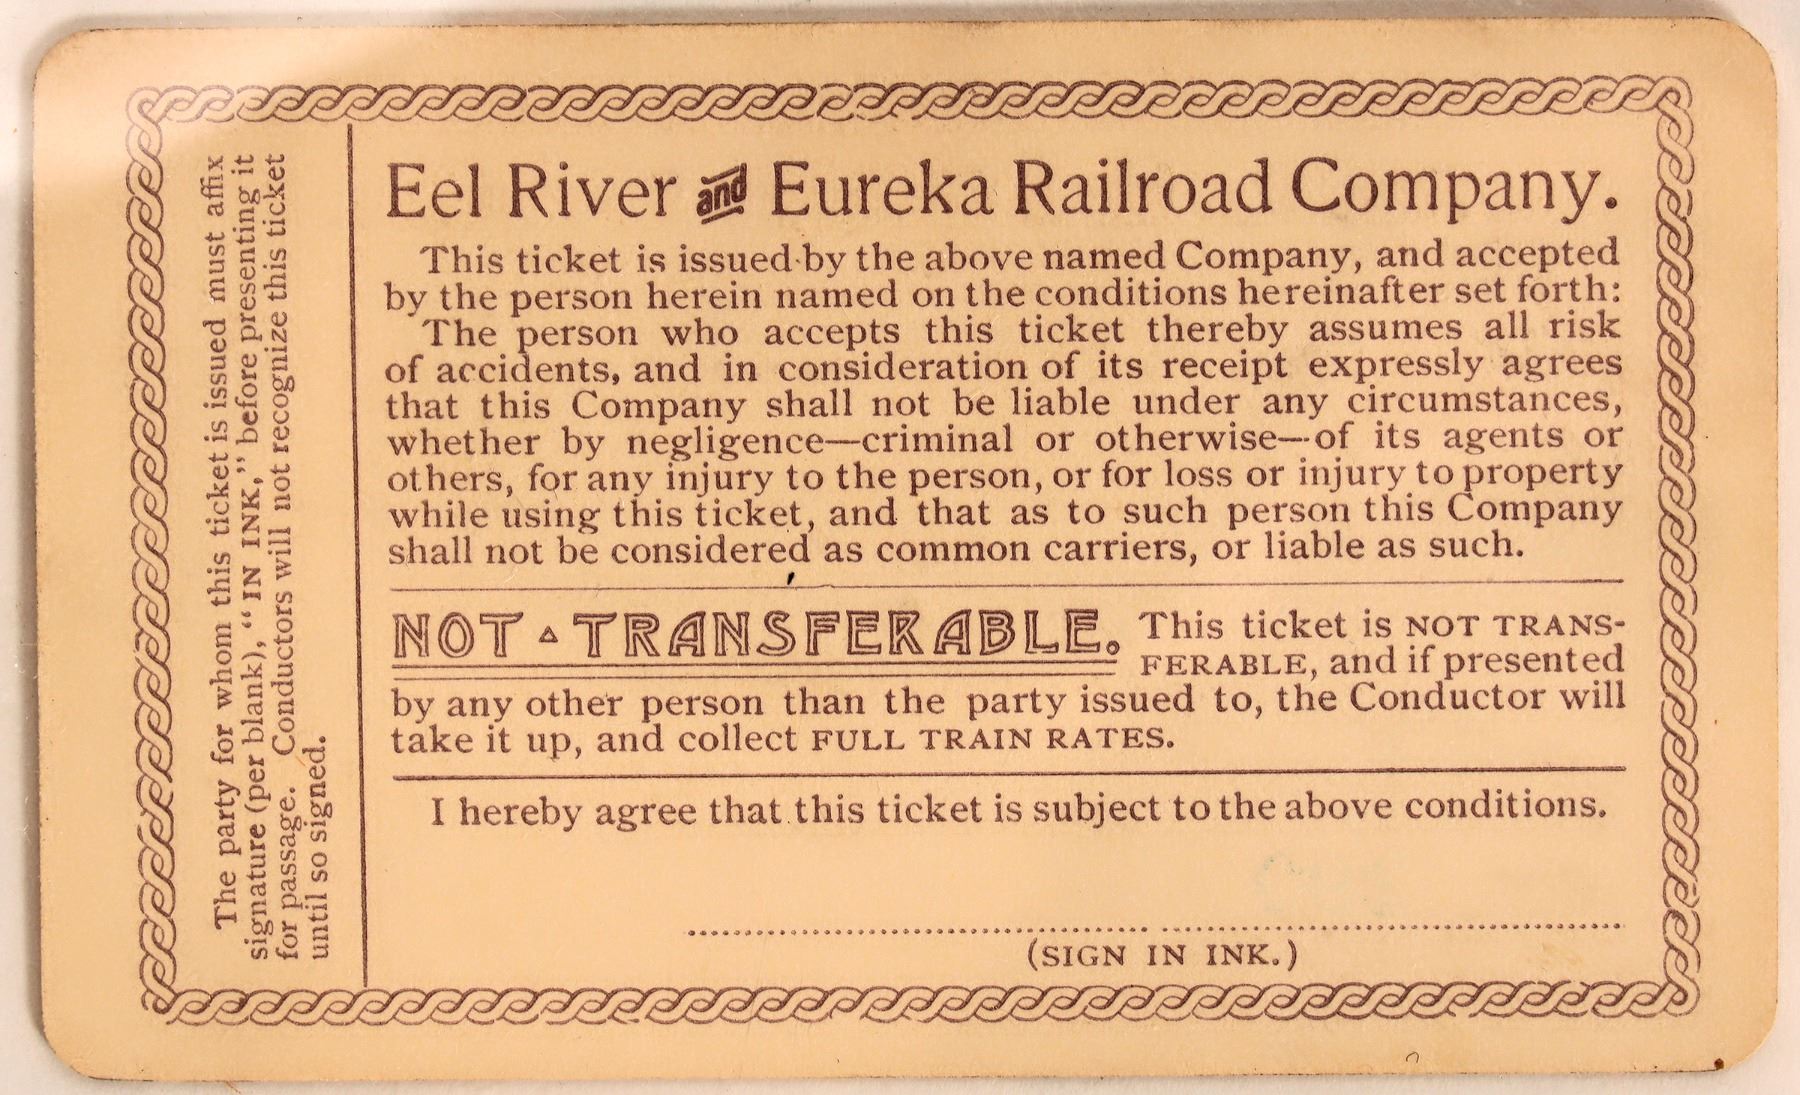 The party for whom this ticket is issued must affix
signature (per blank), “IN INK,” before presenting it
for passage. Conductors will not recognize this ticket
until so signed.
Eel River and Eureka Railroad Company.
This ticket is issued by the above named Company, and accepted
by the person herein named on the conditions hereinafter set forth:
The person who accepts this ticket thereby assumes all risk
of accidents, and in consideration of its receipt expressly agrees
that this Company shall not be liable under any circumstances,
whether by negligence—criminal or otherwise—of its agents or
others, for any injury to the person, or for loss or injury to property
while using this ticket, and that as to such person this Company
shall not be considered as common carriers, or liable as such.
NOT TRANSFERABLE. This ticket is NOT TRANS-
FERABLE, and if presented
by any other person than the party issued to, the Conductor will
take it up, and collect FULL TRAIN RATES.
I hereby agree that this ticket is subject to the above conditions.
(SIGN IN INK.)